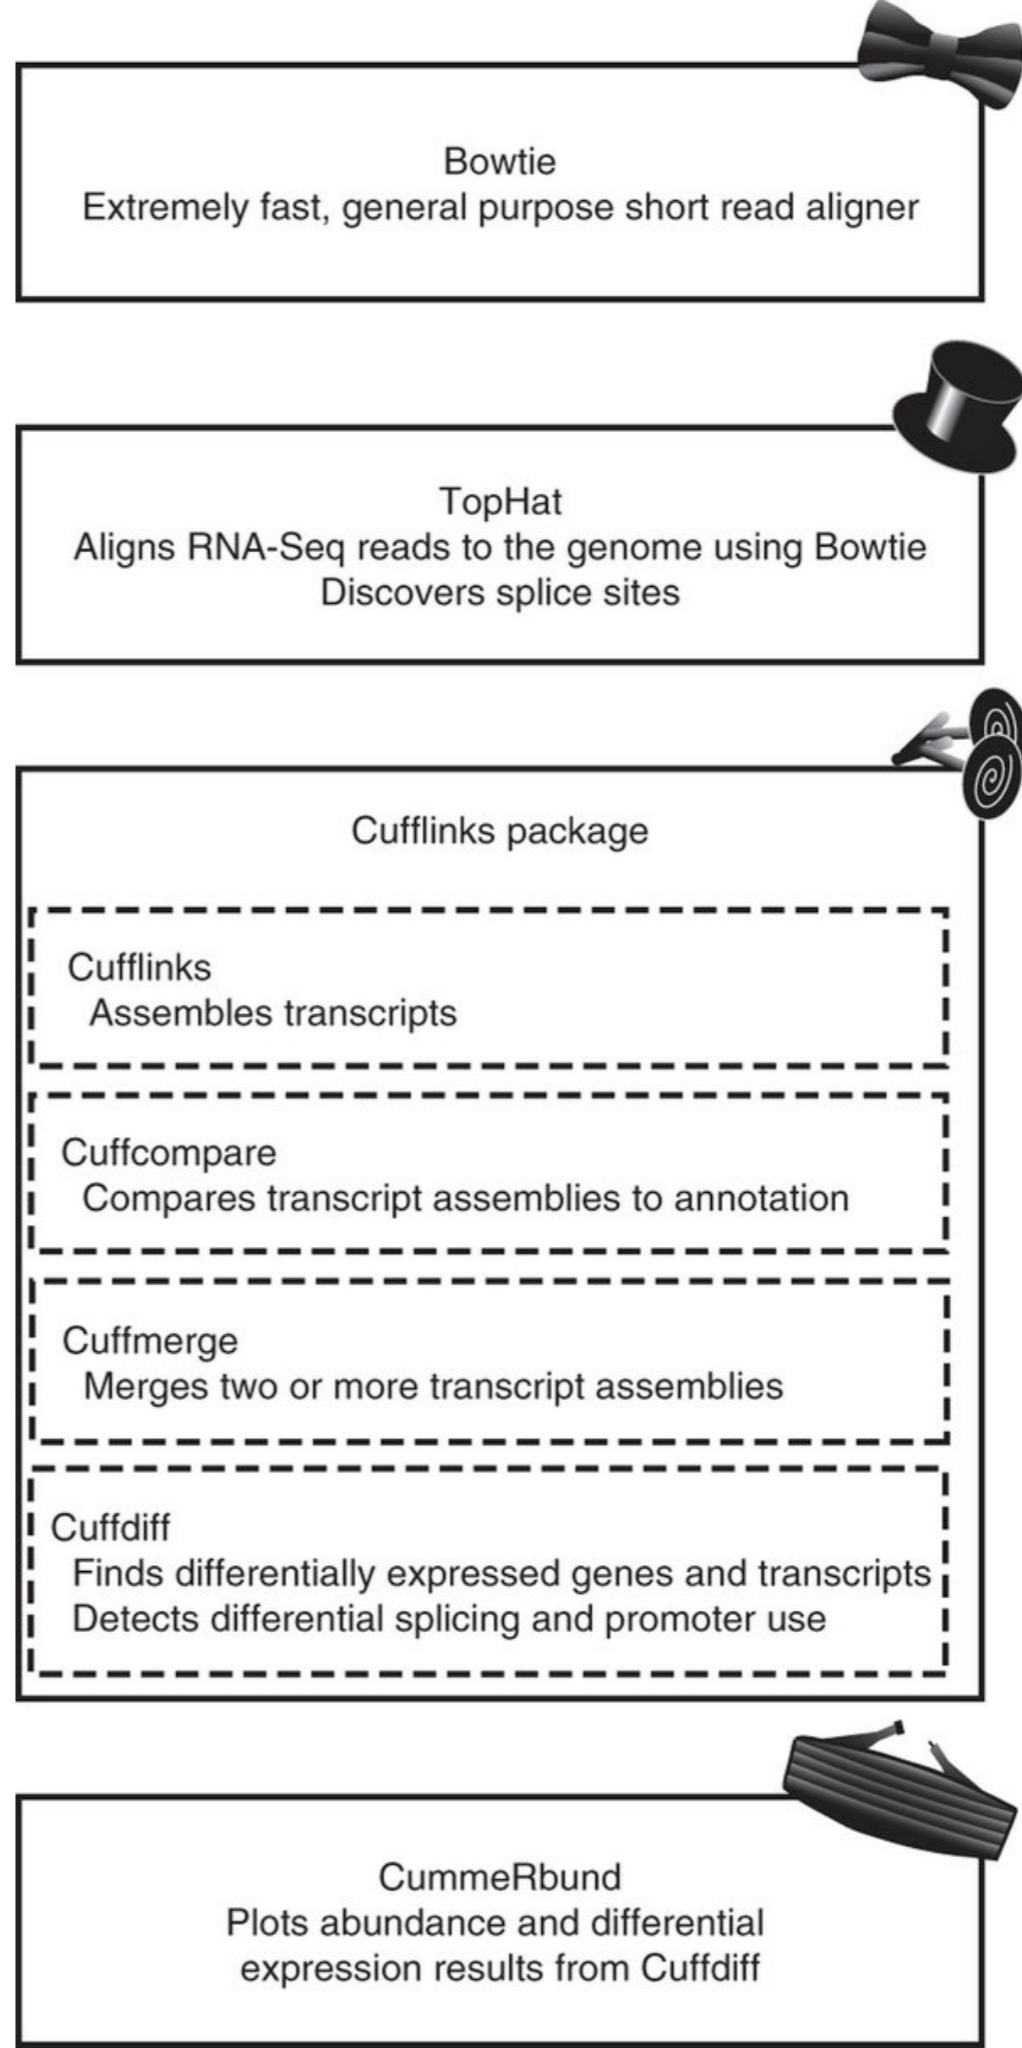 Bowtie
Extremely fast, general purpose short read aligner
TopHat
Aligns RNA-Seq reads to the genome using Bowtie
Discovers splice sites
Cufflinks package
Cufflinks
Assembles transcripts
Cuffcompare
Compares transcript assemblies to annotation
Cuffmerge
Merges two or more transcript assemblies
Cuffdiff
Finds differentially expressed genes and transcripts
Detects differential splicing and promoter use
CummeRbund
Plots abundance and differential
expression results from Cuffdiff